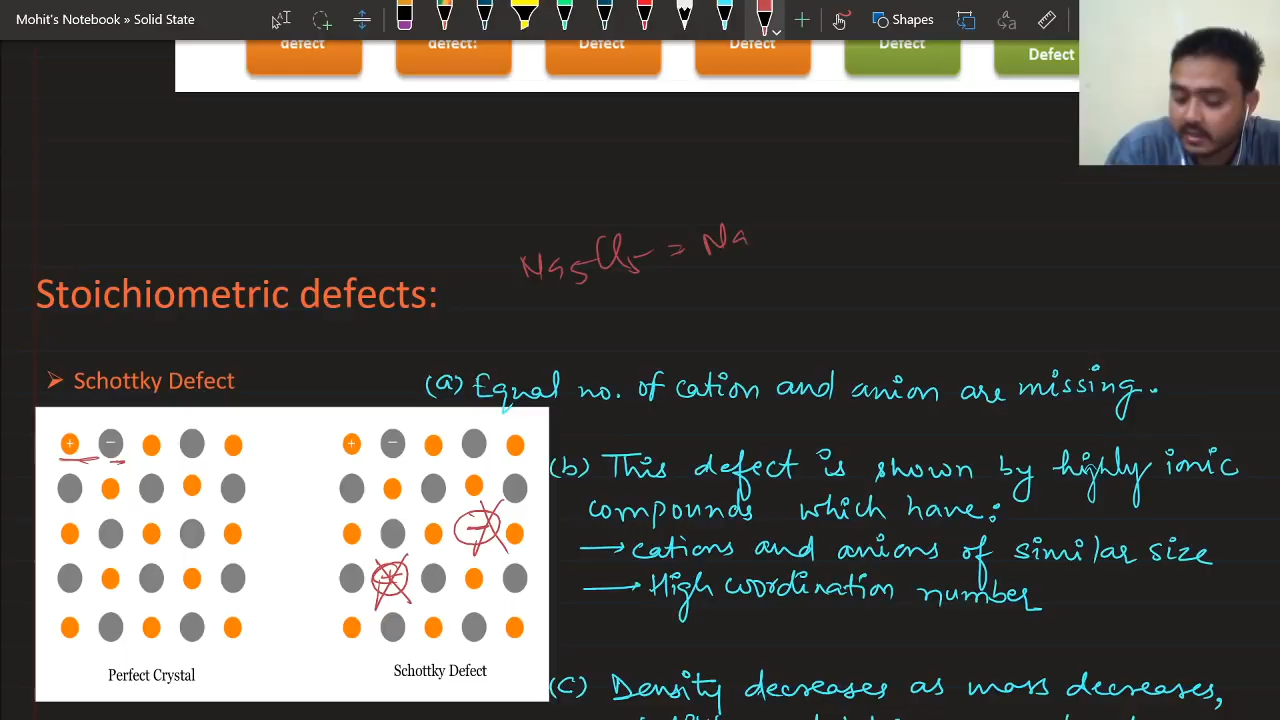 Mohit's Notebook » Solid State
Shapes
defect defect: Defect Defect Defect Defect
Na5Cl5 = Na
Stoichiometric defects:
Schottky Defect
(a) Equal no. of cation and anion are missing.
+ − + −
(b) This defect is shown by highly ionic
compounds which have:
→ cations and anions of similar size
→ High coordination number
Perfect Crystal
Schottky Defect
(C) Density decreases as mass decreases,